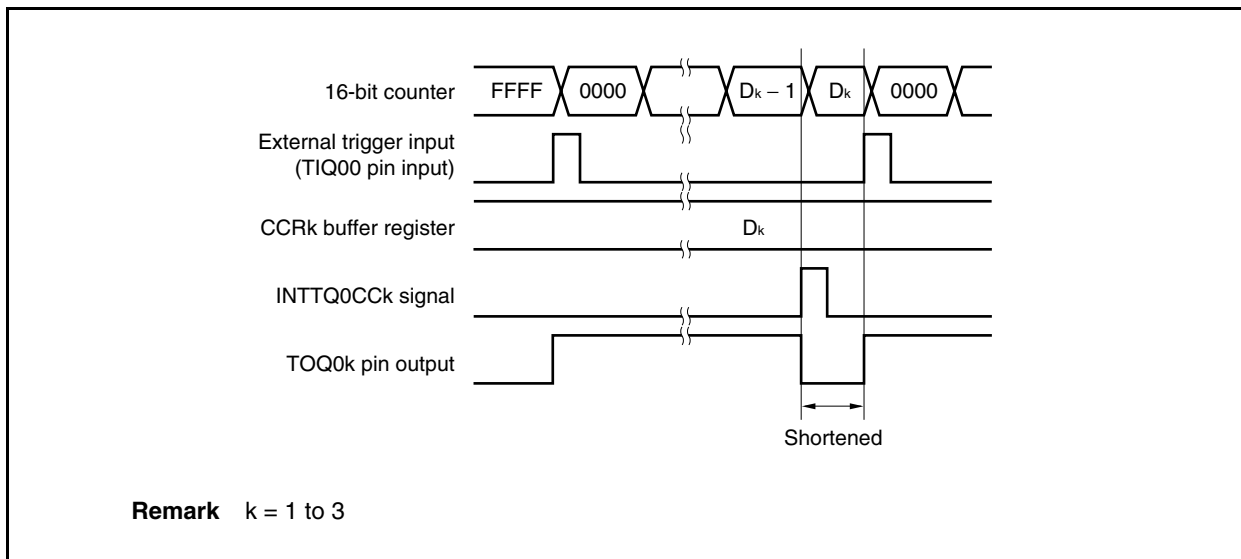 16-bit counter FFFF 0000 Dk − 1 Dk 0000
External trigger input
(TIQ00 pin input)
CCRk buffer register Dk
INTTQ0CCk signal
TOQ0k pin output
Shortened
Remark k = 1 to 3